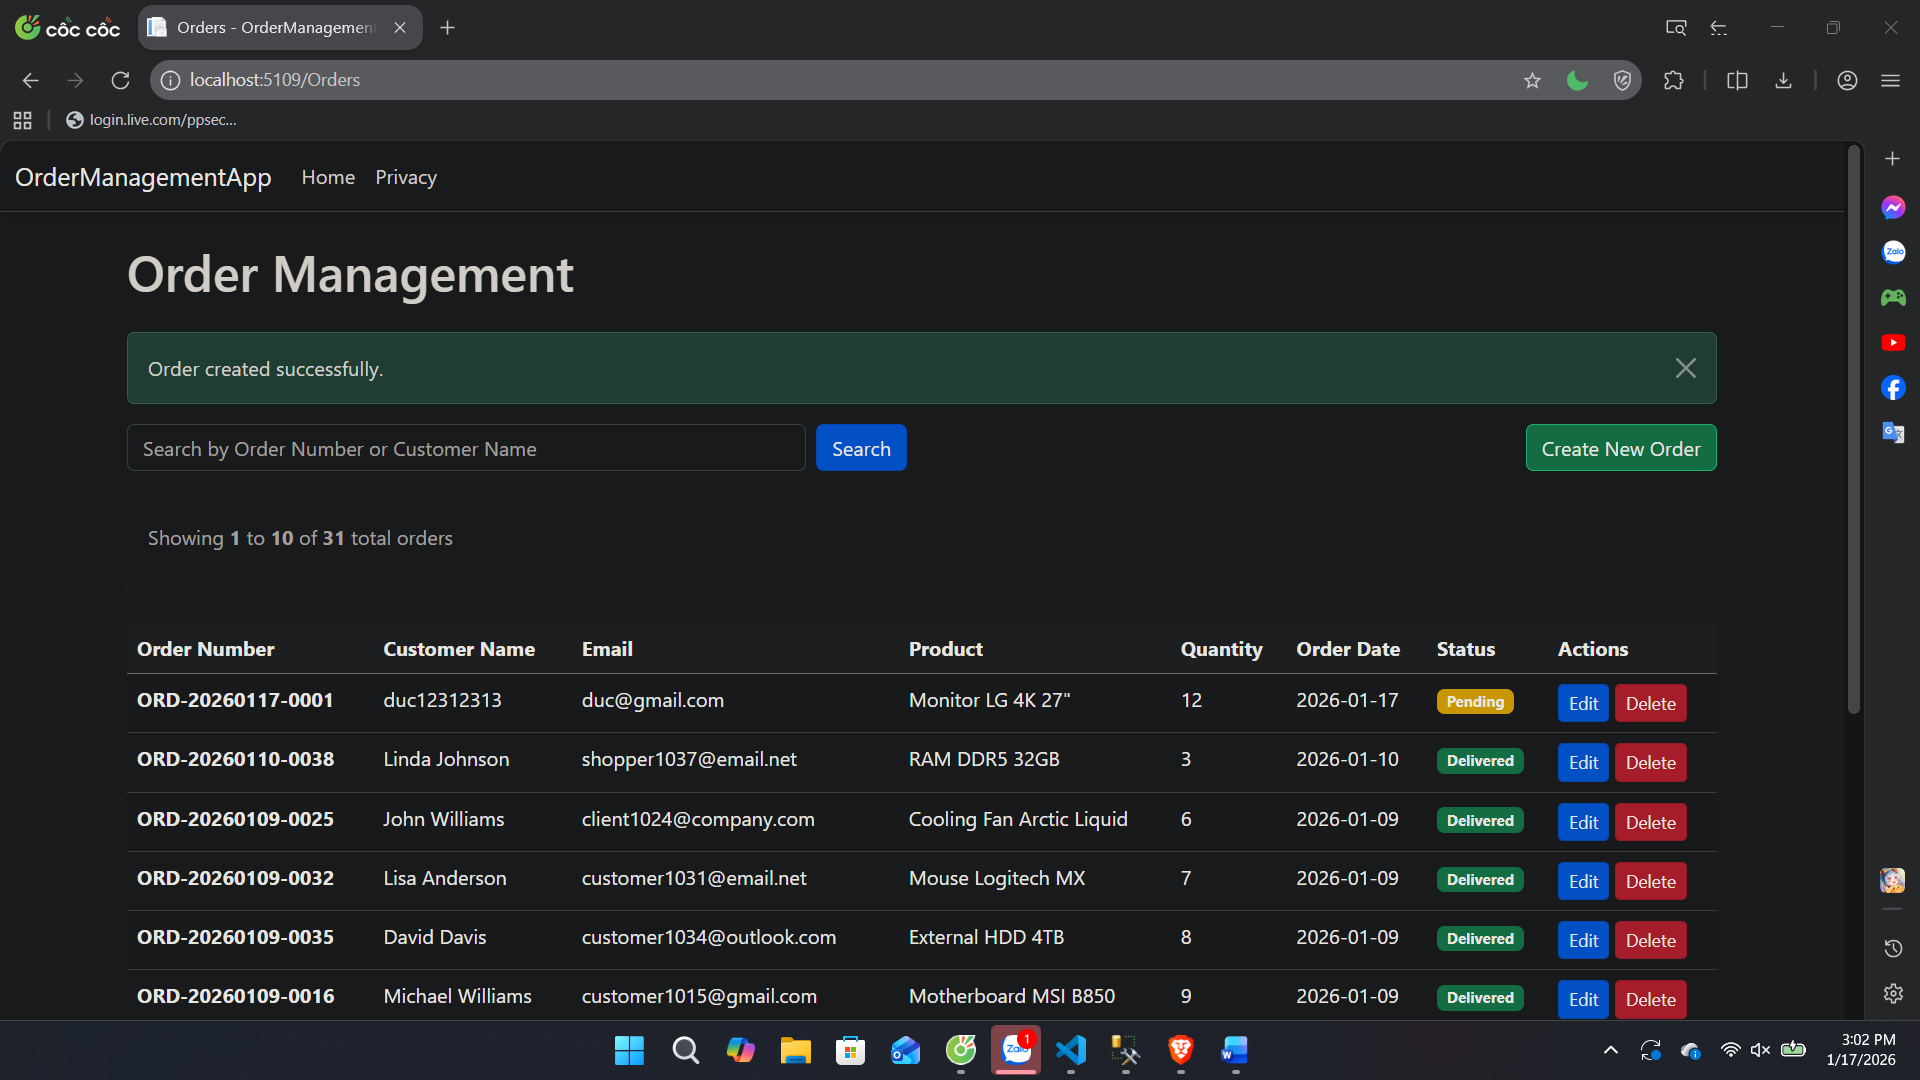 cốc cốc
Orders - OrderManagement
localhost:5109/Orders
login.live.com/ppsec...
OrderManagementApp Home Privacy
Order Management
Order created successfully.
Search by Order Number or Customer Name Search Create New Order
Showing 1 to 10 of 31 total orders
Order Number Customer Name Email Product Quantity Order Date Status Actions
ORD-20260117-0001 duc12312313 duc@gmail.com Monitor LG 4K 27" 12 2026-01-17 Pending Edit Delete
ORD-20260110-0038 Linda Johnson shopper1037@email.net RAM DDR5 32GB 3 2026-01-10 Delivered Edit Delete
ORD-20260109-0025 John Williams client1024@company.com Cooling Fan Arctic Liquid 6 2026-01-09 Delivered Edit Delete
ORD-20260109-0032 Lisa Anderson customer1031@email.net Mouse Logitech MX 7 2026-01-09 Delivered Edit Delete
ORD-20260109-0035 David Davis customer1034@outlook.com External HDD 4TB 8 2026-01-09 Delivered Edit Delete
ORD-20260109-0016 Michael Williams customer1015@gmail.com Motherboard MSI B850 9 2026-01-09 Delivered Edit Delete
Zalo
Zalo 1
3:02 PM
1/17/2026